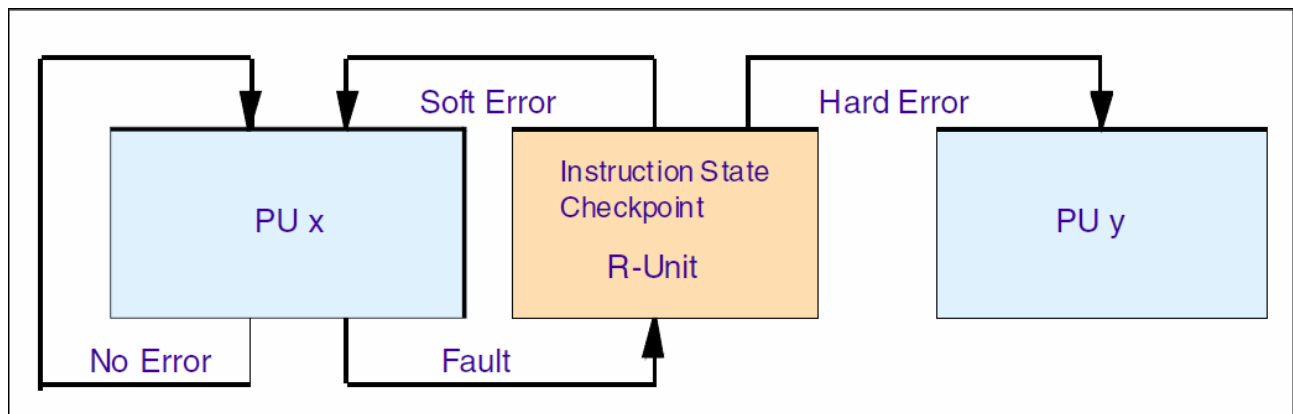 Soft Error
Hard Error
PU x
Instruction State
Checkpoint
R-Unit
PU y
No Error
Fault